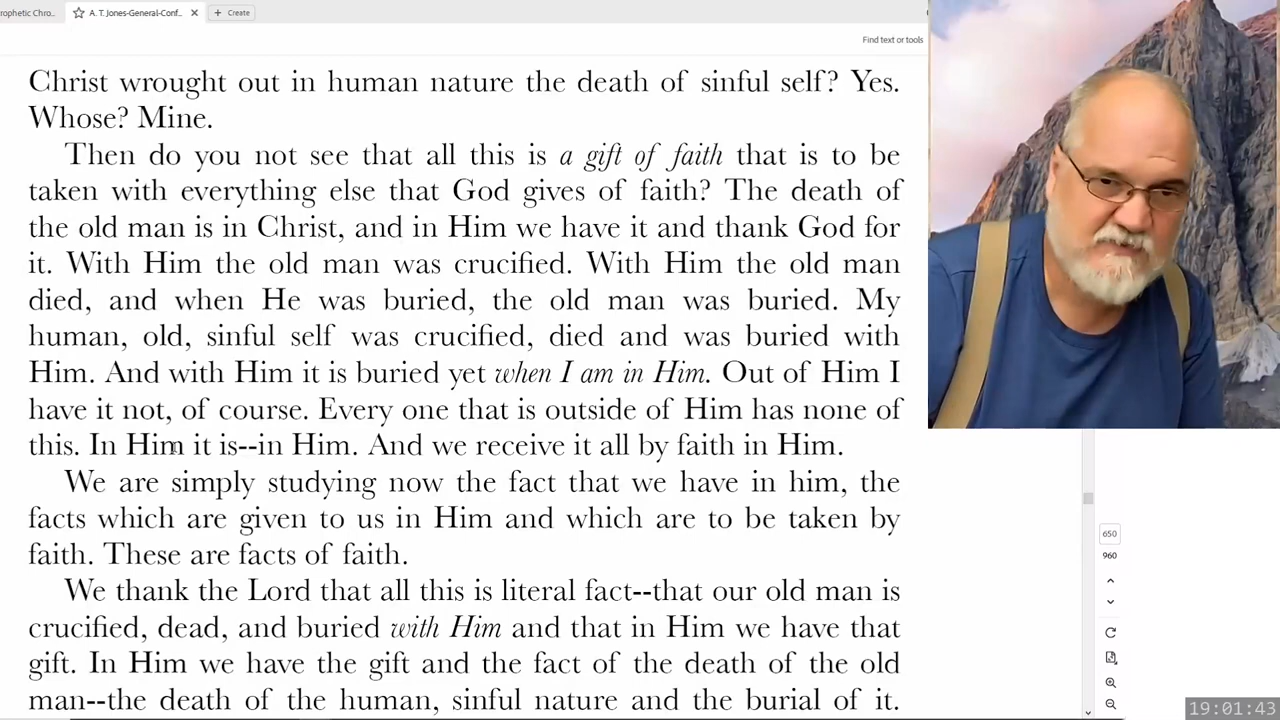 rophetic Chro..
A. T. Jones-General-Conf...
Create
Find text or tools
Christ wrought out in human nature the death of sinful self? Yes.
Whose? Mine.
Then do you not see that all this is a gift of faith that is to be
taken with everything else that God gives of faith? The death of
the old man is in Christ, and in Him we have it and thank God for
it. With Him the old man was crucified. With Him the old man
died, and when He was buried, the old man was buried. My
human, old, sinful self was crucified, died and was buried with
Him. And with Him it is buried yet when I am in Him. Out of Him I
have it not, of course. Every one that is outside of Him has none of
this. In Him it is--in Him. And we receive it all by faith in Him.
We are simply studying now the fact that we have in him, the
facts which are given to us in Him and which are to be taken by
faith. These are facts of faith.
We thank the Lord that all this is literal fact--that our old man is
crucified, dead, and buried with Him and that in Him we have that
gift. In Him we have the gift and the fact of the death of the old
man--the death of the human, sinful nature and the burial of it.
650
960
19:01:43